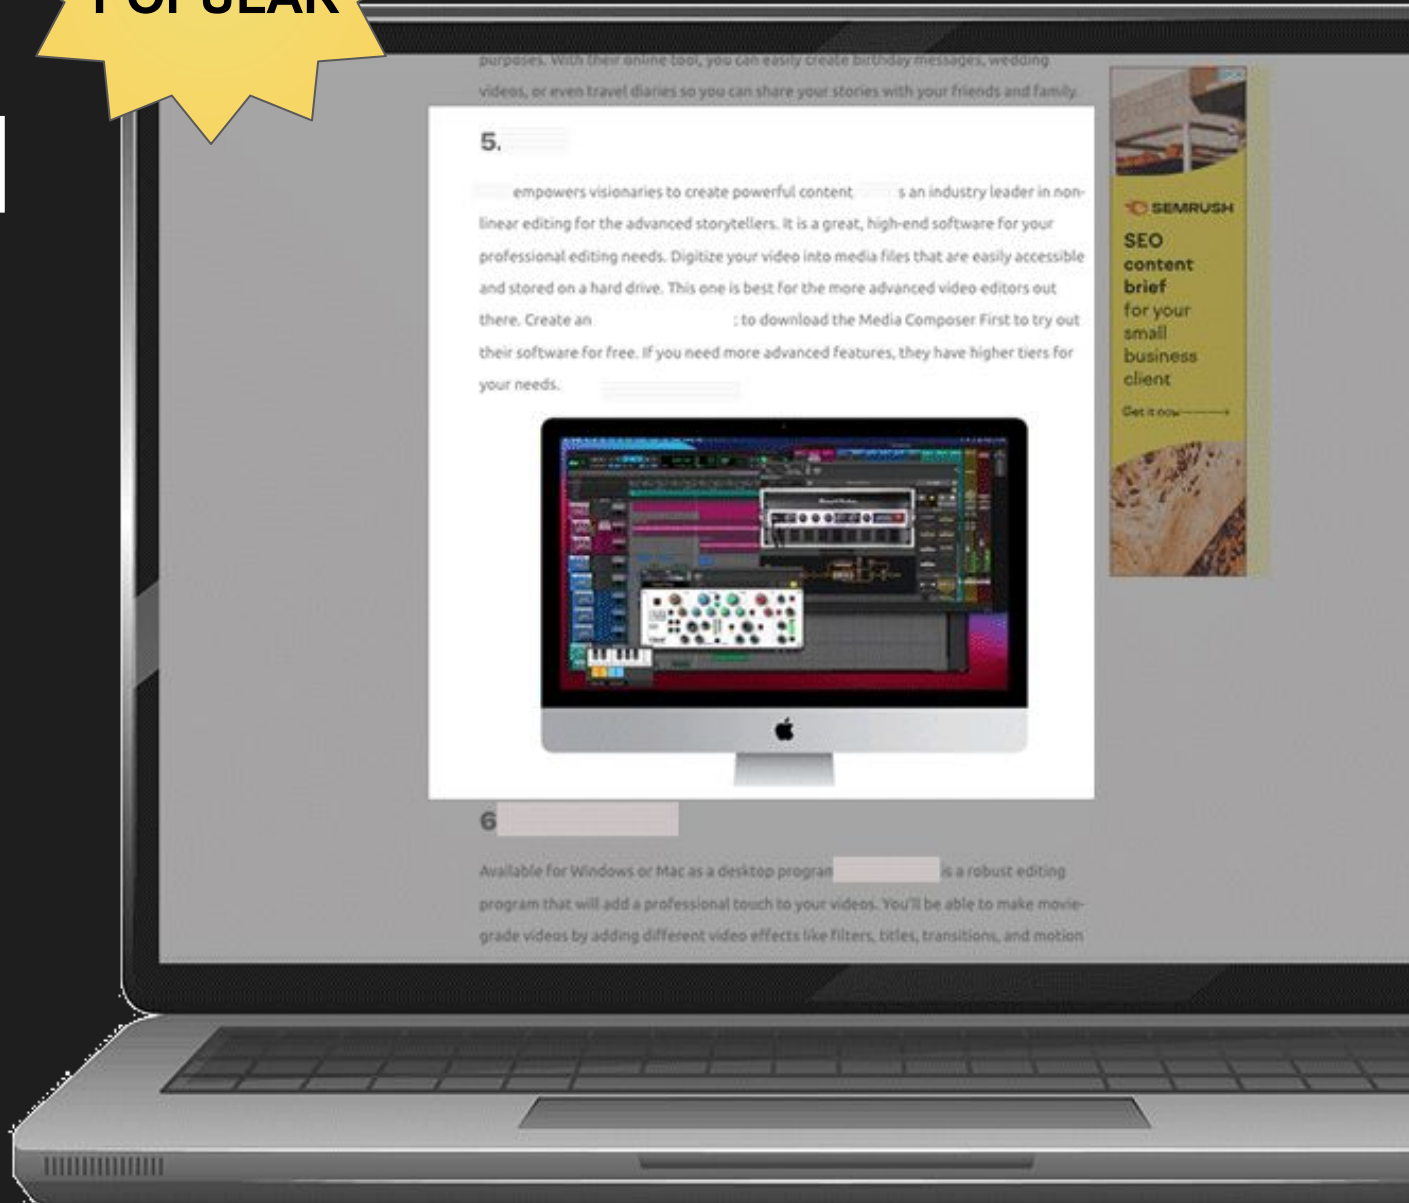 POPULAR
purposes. With their online tool, you can easily create birthday messages, wedding
videos, or even travel diaries so you can share your stories with your friends and family.
5.
empowers visionaries to create powerful content s an industry leader in non-
linear editing for the advanced storytellers. It is a great, high-end software for your
professional editing needs. Digitize your video into media files that are easily accessible
and stored on a hard drive. This one is best for the more advanced video editors out
there. Create an : to download the Media Composer First to try out
their software for free. If you need more advanced features, they have higher tiers for
your needs.
6
Available for Windows or Mac as a desktop program is a robust editing
program that will add a professional touch to your videos. You'll be able to make movie-
grade videos by adding different video effects like filters, titles, transitions, and motion
SEMRUSH
SEO
content
brief
for your
small
business
client
Get it now